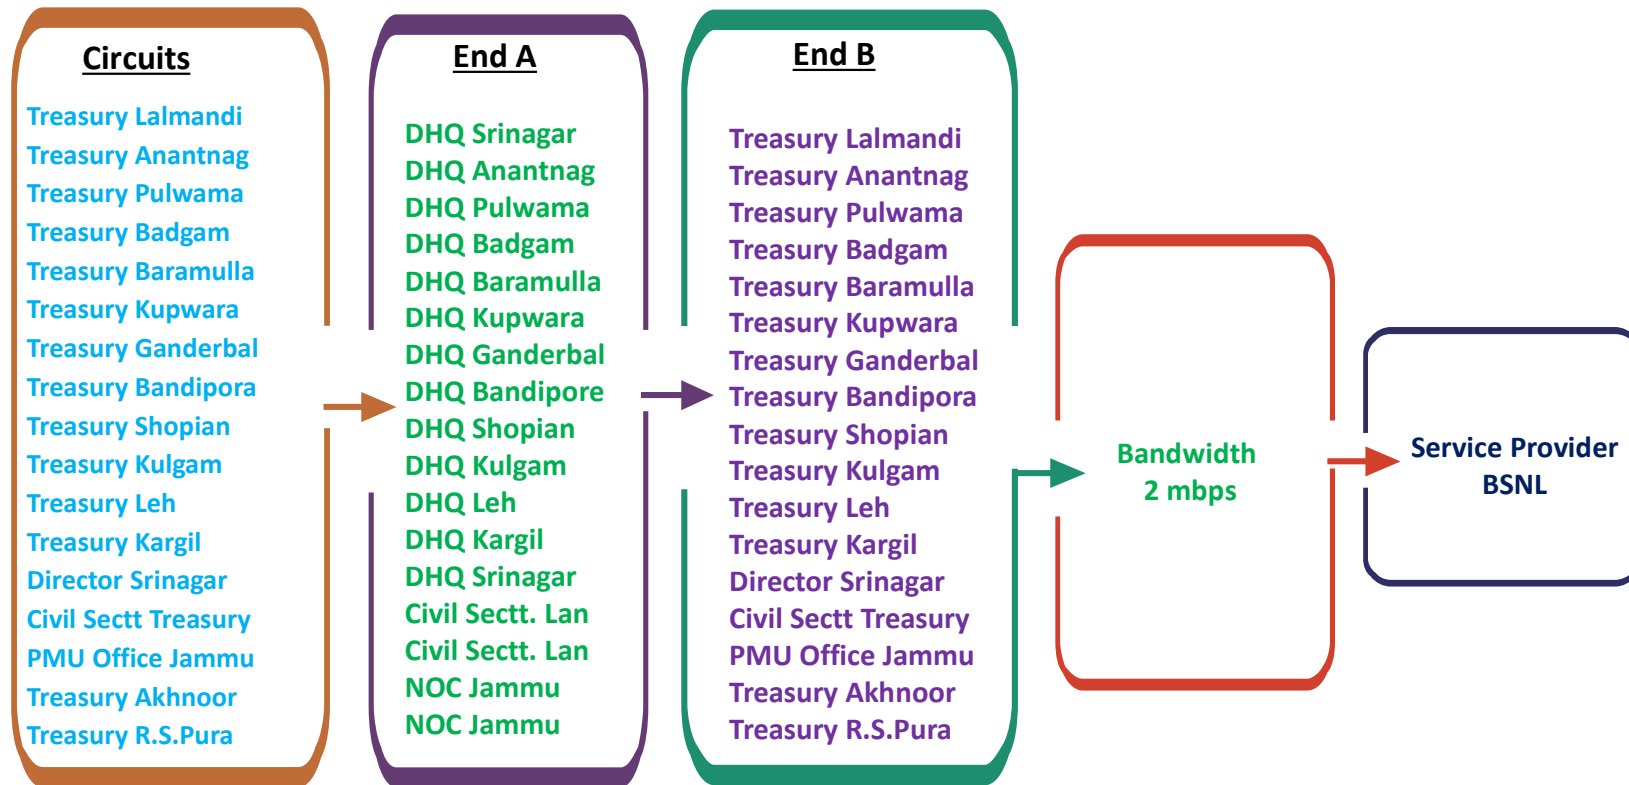 Circuits
Treasury Lalmandi
Treasury Anantnag
Treasury Pulwama
Treasury Badgam
Treasury Baramulla
Treasury Kupwara
Treasury Ganderbal
Treasury Bandipora
Treasury Shopian
Treasury Kulgam
Treasury Leh
Treasury Kargil
Director Srinagar
Civil Sectt Treasury
PMU Office Jammu
Treasury Akhnoor
Treasury R.S.Pura
End A
DHQ Srinagar
DHQ Anantnag
DHQ Pulwama
DHQ Badgam
DHQ Baramulla
DHQ Kupwara
DHQ Ganderbal
DHQ Bandipore
DHQ Shopian
DHQ Kulgam
DHQ Leh
DHQ Kargil
DHQ Srinagar
Civil Sectt. Lan
Civil Sectt. Lan
NOC Jammu
NOC Jammu
End B
Treasury Lalmandi
Treasury Anantnag
Treasury Pulwama
Treasury Badgam
Treasury Baramulla
Treasury Kupwara
Treasury Ganderbal
Treasury Bandipora
Treasury Shopian
Treasury Kulgam
Treasury Leh
Treasury Kargil
Director Srinagar
Civil Sectt Treasury
PMU Office Jammu
Treasury Akhnoor
Treasury R.S.Pura
Bandwidth
2 mbps
Service Provider
BSNL